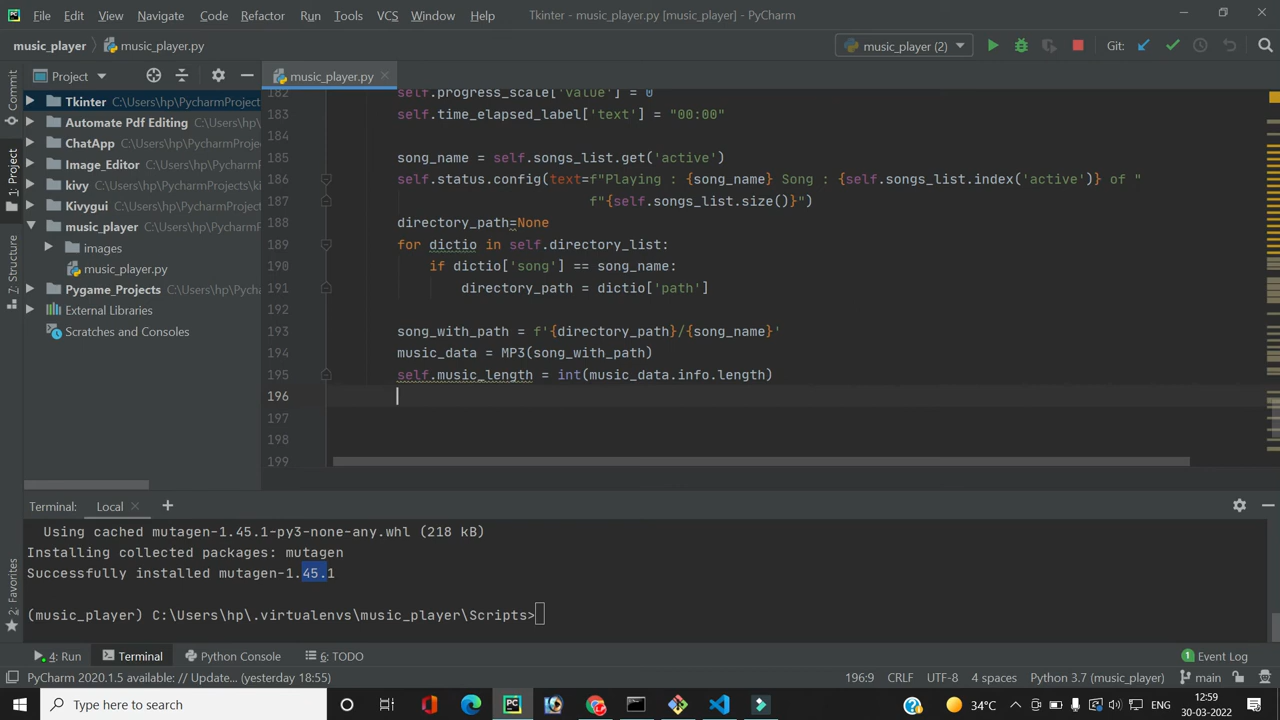 File Edit View Navigate Code Refactor Run Tools VCS Window Help Tkinter - music_player.py [music_player] - PyCharm
music_player music_player.py music_player (2) Git:
Project music_player.py
Commit
1: Project
Z: Structure
2: Favorites
Tkinter C:\Users\hp\PycharmProject
Automate Pdf Editing C:\Users\hp\
ChatApp C:\Users\hp\PycharmProj
Image_Editor C:\Users\hp\Pychar
kivy C:\Users\hp\PycharmProjects\
Kivygui C:\Users\hp\PycharmProjec
music_player C:\Users\hp\Pychar
images
music_player.py
Pygame_Projects C:\Users\hp\Pyc
External Libraries
Scratches and Consoles
182 self.progress_scale['value'] = 0
183 self.time_elapsed_label['text'] = "00:00"
184
185 song_name = self.songs_list.get('active')
186 self.status.config(text=f"Playing : {song_name} Song : {self.songs_list.index('active')} of "
187 f"{self.songs_list.size()}")
188 directory_path=None
189 for dictio in self.directory_list:
190 if dictio['song'] == song_name:
191 directory_path = dictio['path']
192
193 song_with_path = f'{directory_path}/{song_name}'
194 music_data = MP3(song_with_path)
195 self.music_length = int(music_data.info.length)
196
197
198
199
Terminal: Local
Using cached mutagen-1.45.1-py3-none-any.whl (218 kB)
Installing collected packages: mutagen
Successfully installed mutagen-1.45.1
(music_player) C:\Users\hp\.virtualenvs\music_player\Scripts>
4: Run Terminal Python Console 6: TODO 1 Event Log
PyCharm 2020.1.5 available: // Update... (yesterday 18:55) 196:9 CRLF UTF-8 4 spaces Python 3.7 (music_player) main
Type here to search 34°C ENG 12:59
30-03-2022